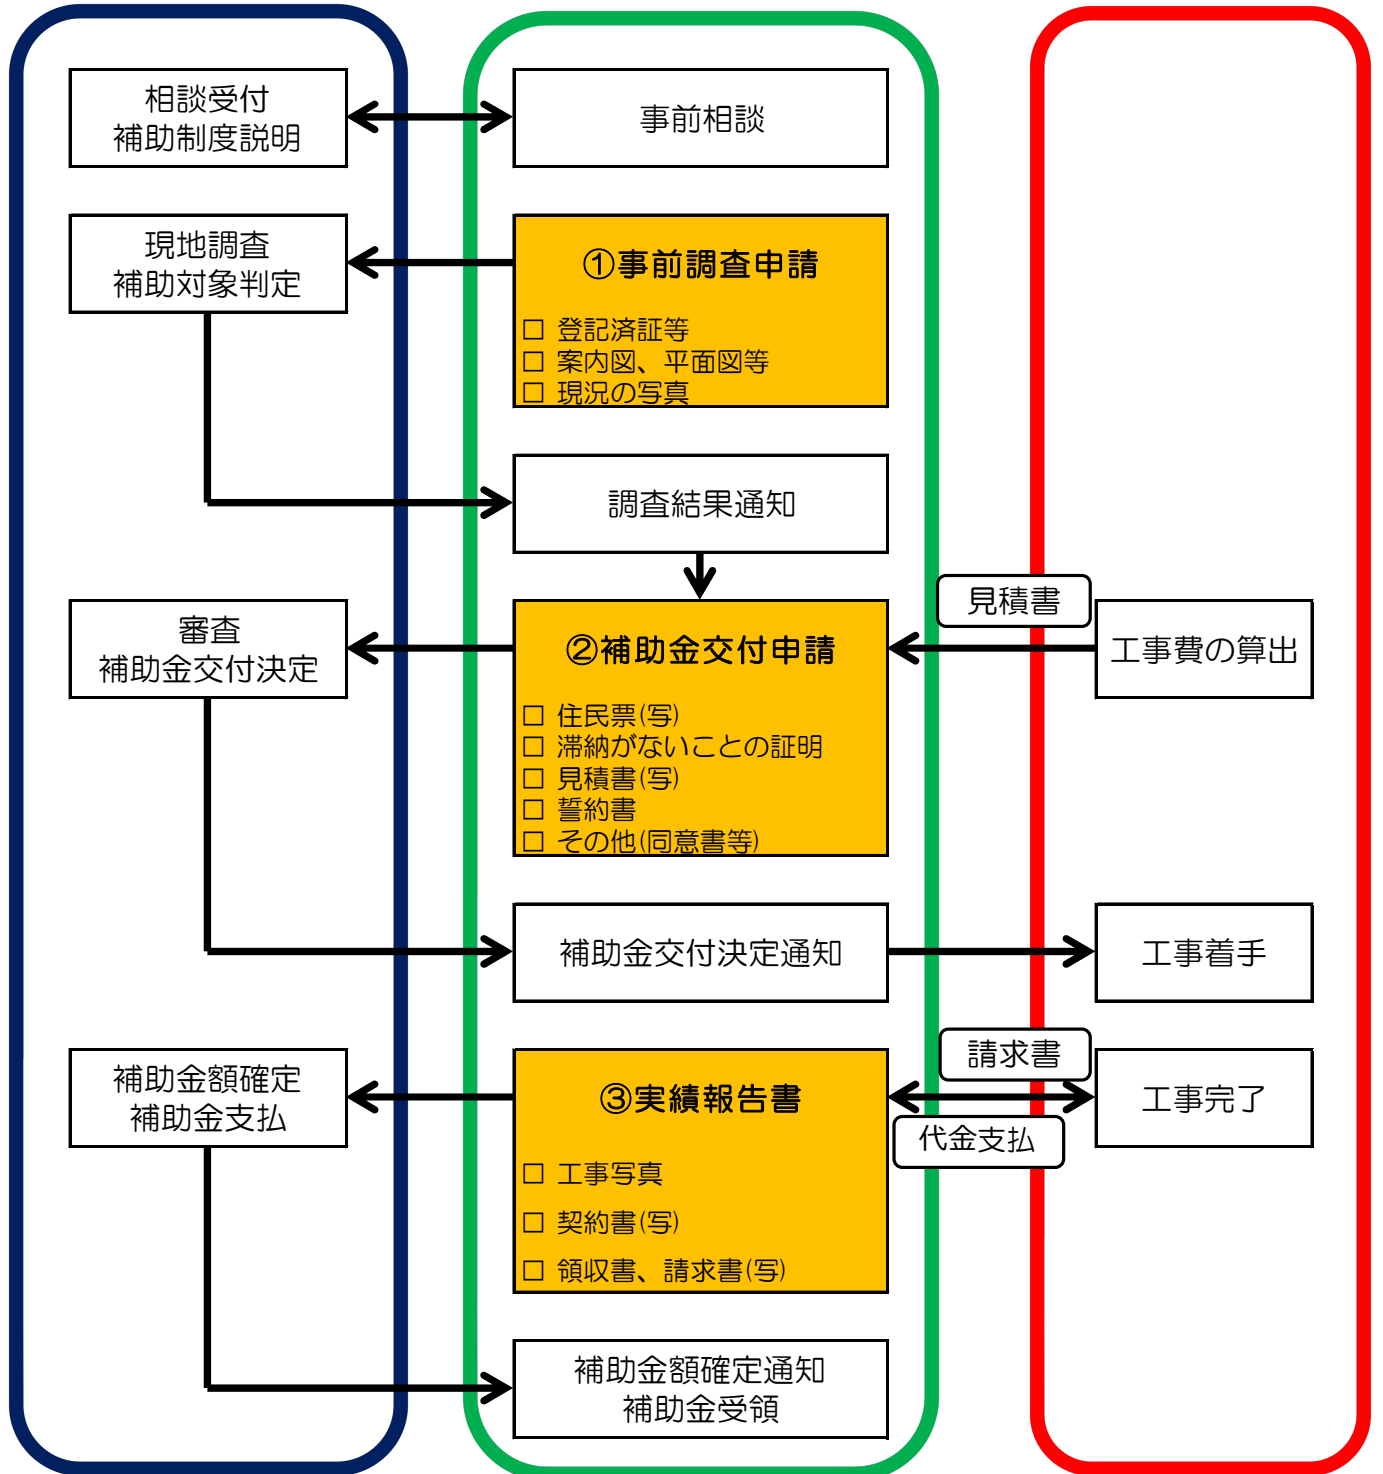 相談受付
補助制度説明
事前相談
現地調査
補助対象判定
①事前調査申請
□ 登記済証等
□ 案内図、平面図等
□ 現況の写真
調査結果通知
見積書
審査
補助金交付決定
②補助金交付申請
工事費の算出
□ 住民票(写)
□ 滞納がないことの証明
□ 見積書(写)
□ 誓約書
□ その他(同意書等)
補助金交付決定通知
工事着手
請求書
補助金額確定
補助金支払
③実績報告書
工事完了
代金支払
□ 工事写真
□ 契約書(写)
□ 領収書、請求書(写)
補助金額確定通知
補助金受領